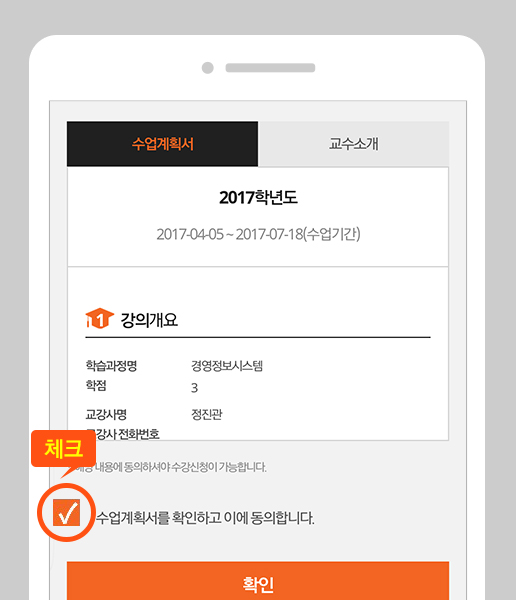 수업계획서 교수소개
2017학년도
2017-04-05 ~ 2017-07-18(수업기간)
1 강의개요
학습과정명 경영정보시스템
학점 3
교강사명 정진관
교강사 전화번호
체크
해당 내용에 동의하셔야 수강신청이 가능합니다.
수업계획서를 확인하고 이에 동의합니다.
확인